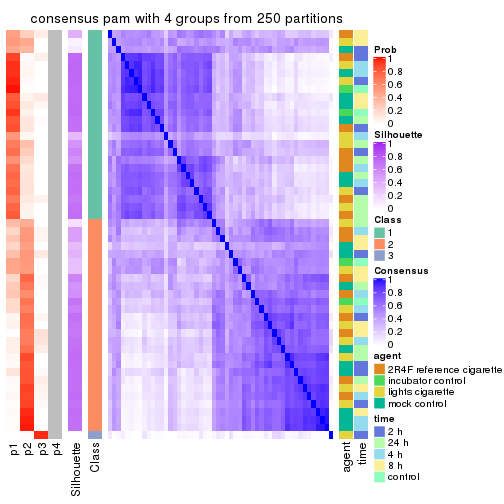 consensus pam with 4 groups from 250 partitions
Prob
1
0.8
0.6
0.4
0.2
0
Silhouette
1
0.8
0.6
0.4
0.2
0
Class
1
2
3
Consensus
1
0.8
0.6
0.4
0.2
0
agent
2R4F reference cigarette
incubator control
lights cigarette
mock control
time
2 h
24 h
4 h
8 h
control
p1
p2
p3
p4
Silhouette
Class
agent
time